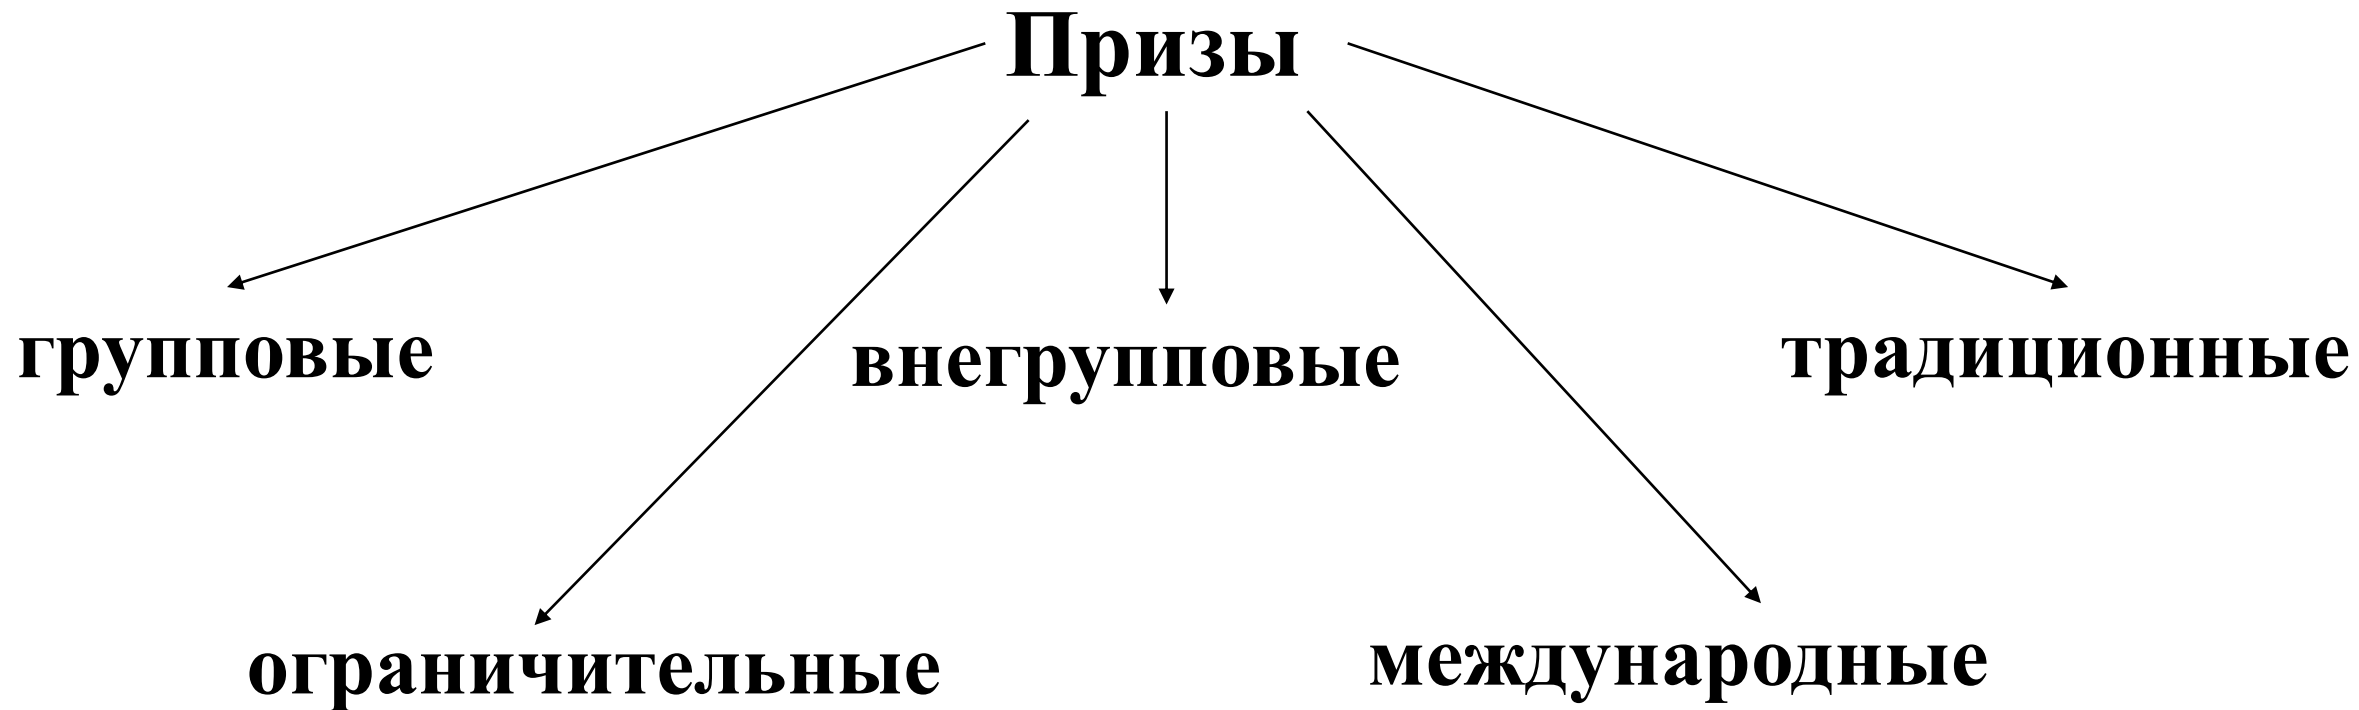 Призы
групповые
внегрупповые
традиционные
ограничительные
международные